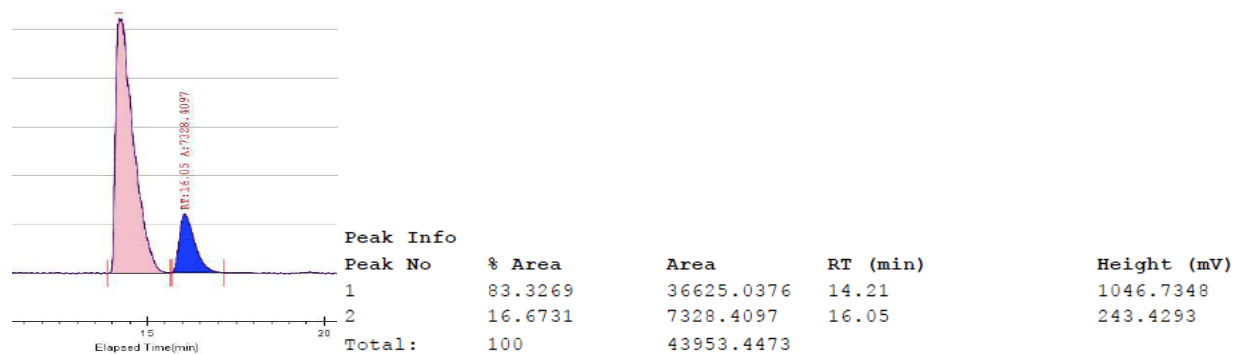 RT:16.05 A:7328.4097
15
20
Elapsed Time(min)
Peak Info
Peak No % Area Area RT (min) Height (mV)
1 83.3269 36625.0376 14.21 1046.7348
2 16.6731 7328.4097 16.05 243.4293
Total: 100 43953.4473